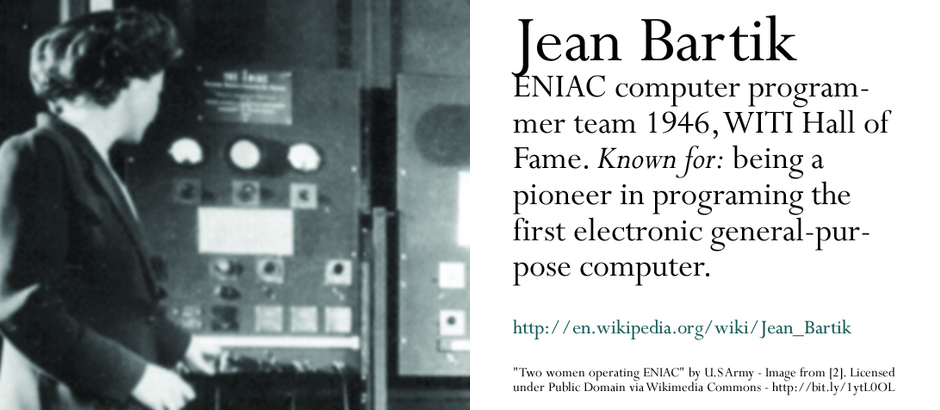 Jean Bartik
ENIAC computer program-
mer team 1946, WITI Hall of
Fame. Known for: being a
pioneer in programing the
first electronic general-pur-
pose computer.
http://en.wikipedia.org/wiki/Jean_Bartik
"Two women operating ENIAC" by U.S Army - Image from [2]. Licensed
under Public Domain via Wikimedia Commons - http://bit.ly/1ytL0OL